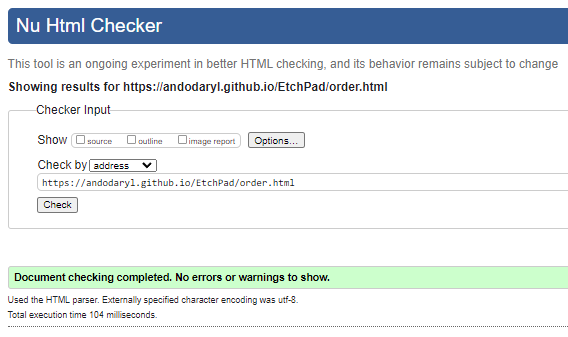 Nu Html Checker
This tool is an ongoing experiment in better HTML checking, and its behavior remains subject to change
Showing results for https://andodaryl.github.io/EtchPad/order.html
Checker Input
Show source outline image report Options...
Check by address
https://andodaryl.github.io/EtchPad/order.html
Check
Document checking completed. No errors or warnings to show.
Used the HTML parser. Externally specified character encoding was utf-8.
Total execution time 104 milliseconds.